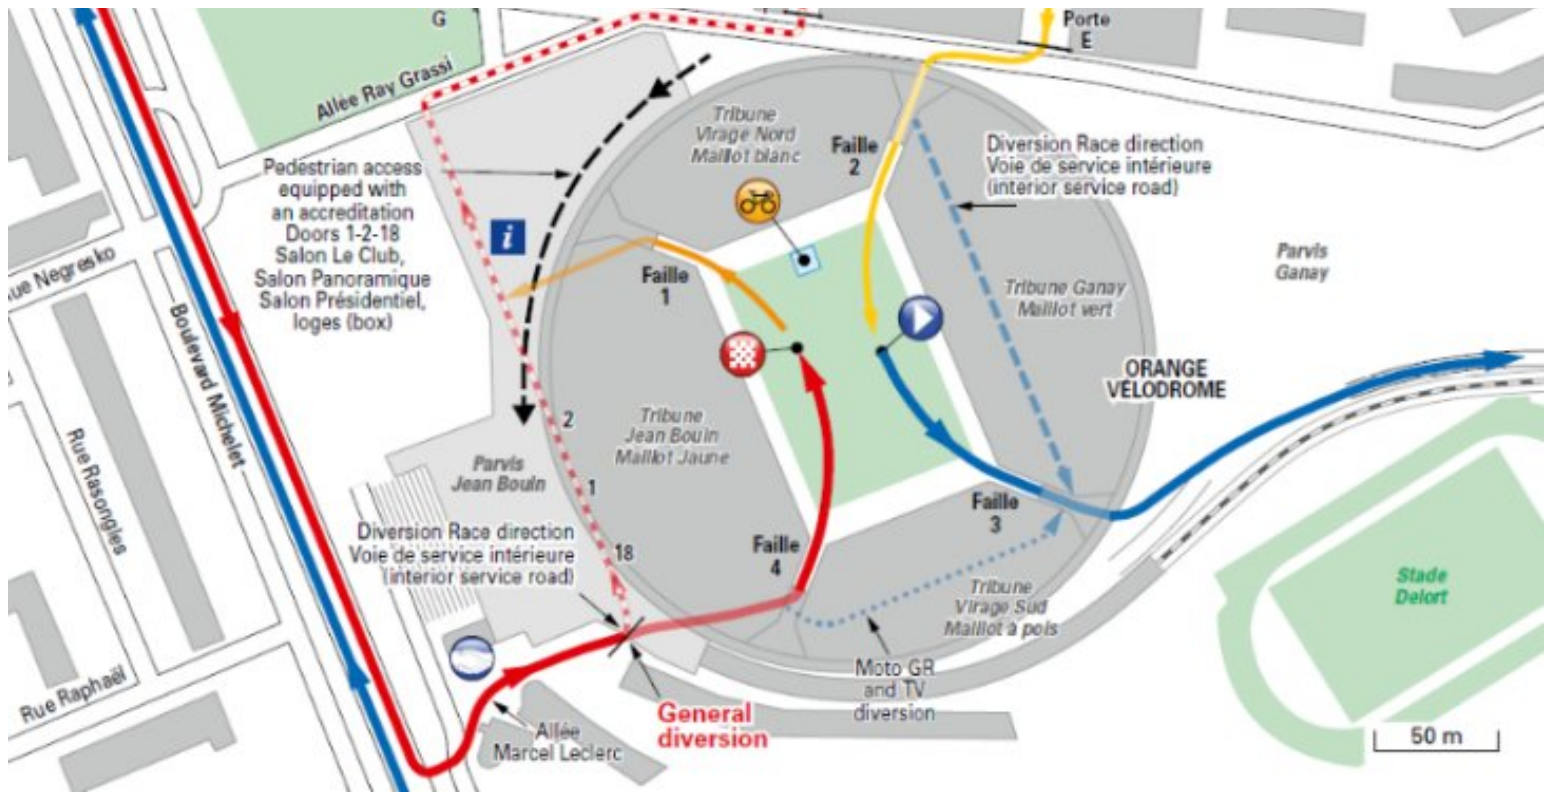 G
Porte
E
Allée Ray Grassi
Tribune
Virage Nord
Maillot blanc
Faille
2
Diversion Race direction
Voie de service intérieure
(interior service road)
Pedestrian access
equipped with
an accreditation
Doors 1-2-18
Salon Le Club,
Salon Panoramique
Salon Présidentiel,
loges (box)
i
Parvis
Ganay
ue Negresko
Faille
1
Tribune Ganay
Maillot vert
Boulevard Michelet
ORANGE
VÉLODROME
2
Tribune
Jean Bouin
Maillot Jaune
Rue Rasongles
Parvis
Jean Bouin
1
Faille
3
Diversion Race direction
Voie de service intérieure
(interior service road)
18
Faille
4
Tribune
Virage Sud
Maillot à pois
Stade
Delort
Rue Raphaël
Moto GR
and TV
diversion
General
diversion
Allée
Marcel Leclerc
50 m